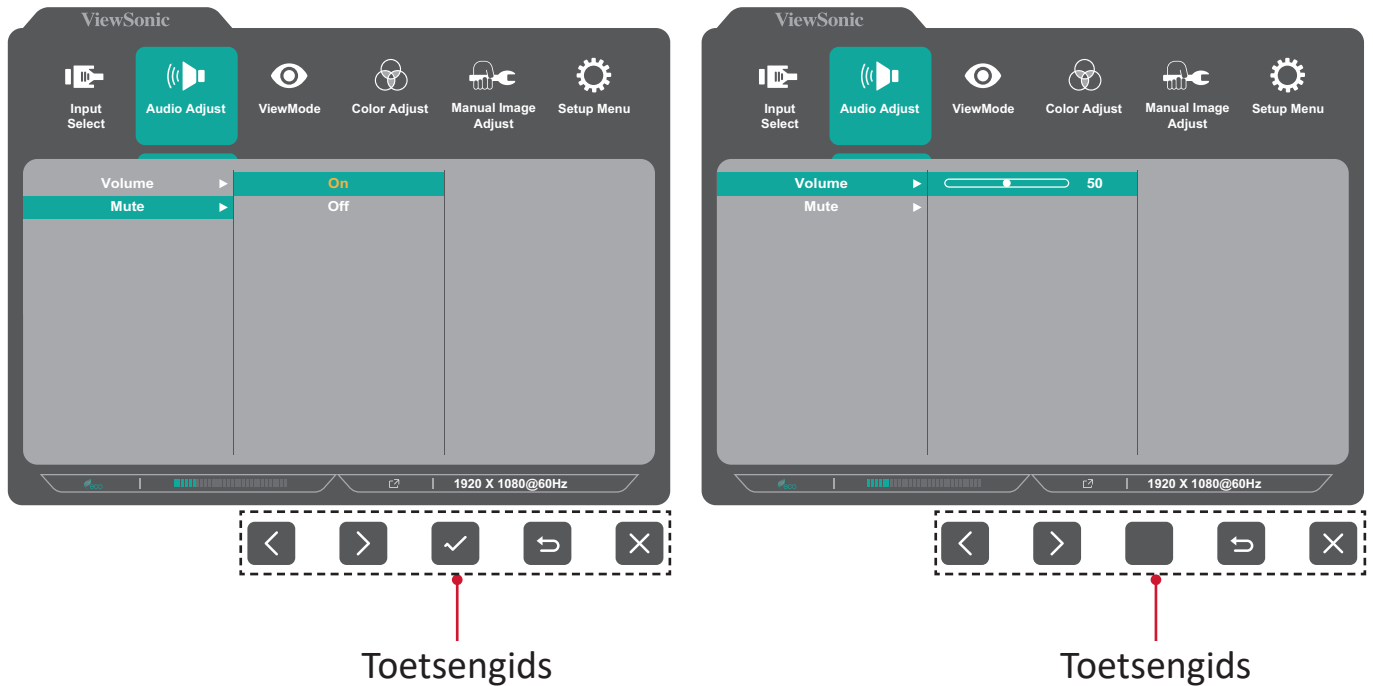 ViewSonic
Input
Select
Audio Adjust
ViewMode
Color Adjust
Manual Image
Adjust
Setup Menu
Volume
On
Mute
Off
eco
1920 X 1080@60Hz
Toetsengids
ViewSonic
Input
Select
Audio Adjust
ViewMode
Color Adjust
Manual Image
Adjust
Setup Menu
Volume
50
Mute
eco
1920 X 1080@60Hz
Toetsengids